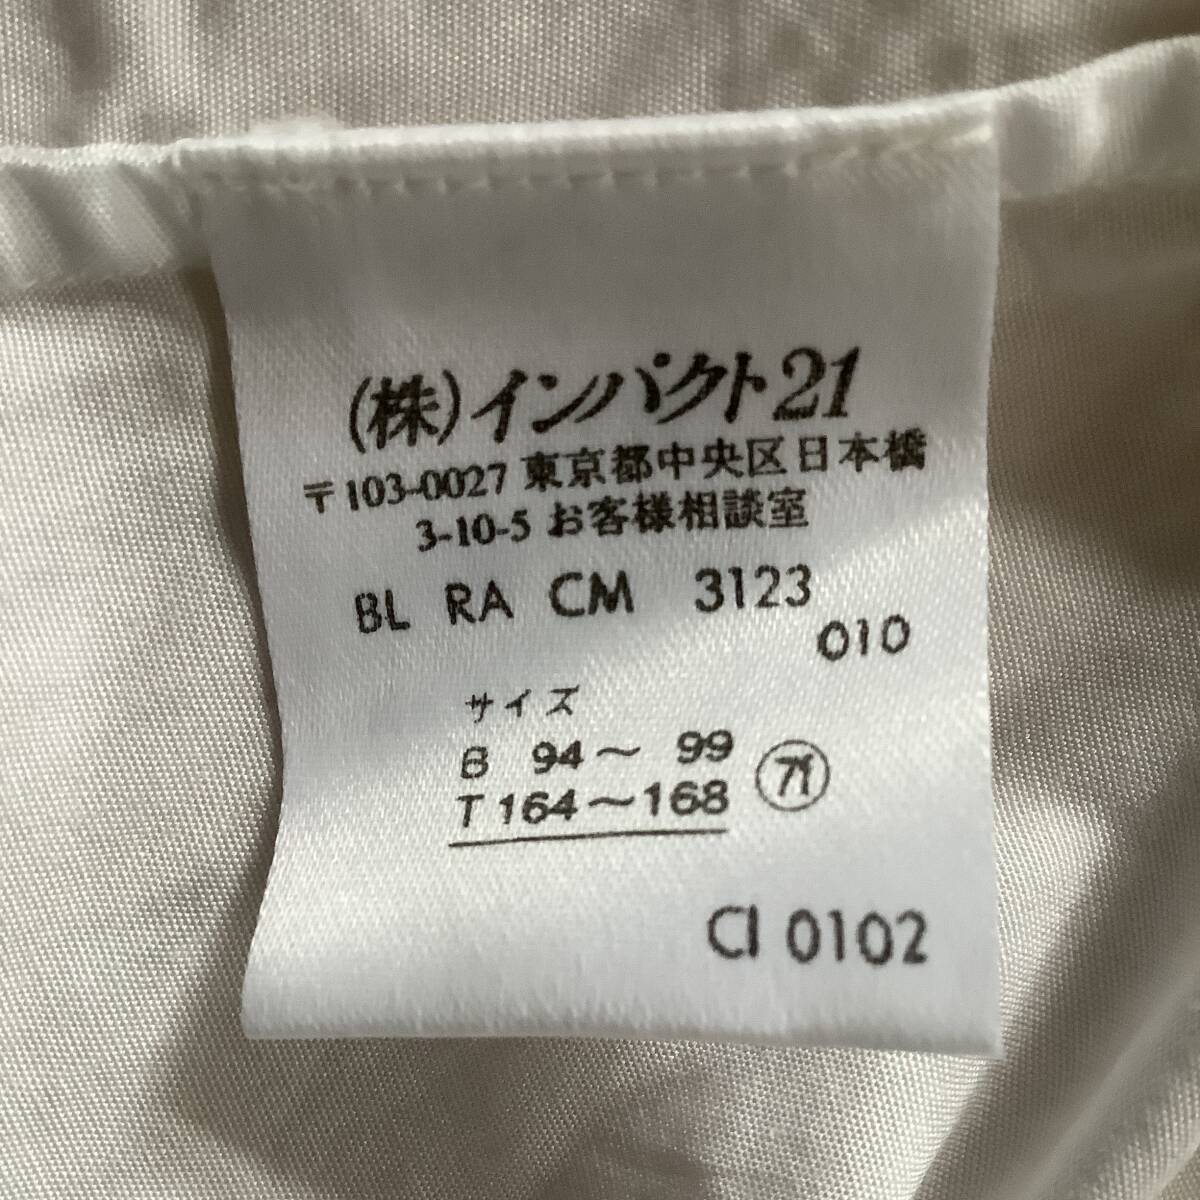 (株)インパクト21
〒103-0027 東京都中央区日本橋
3-10-5 お客様相談室
BL RA CM 3123
010
サイズ
B 94〜 99
T 164〜168
CI 0102